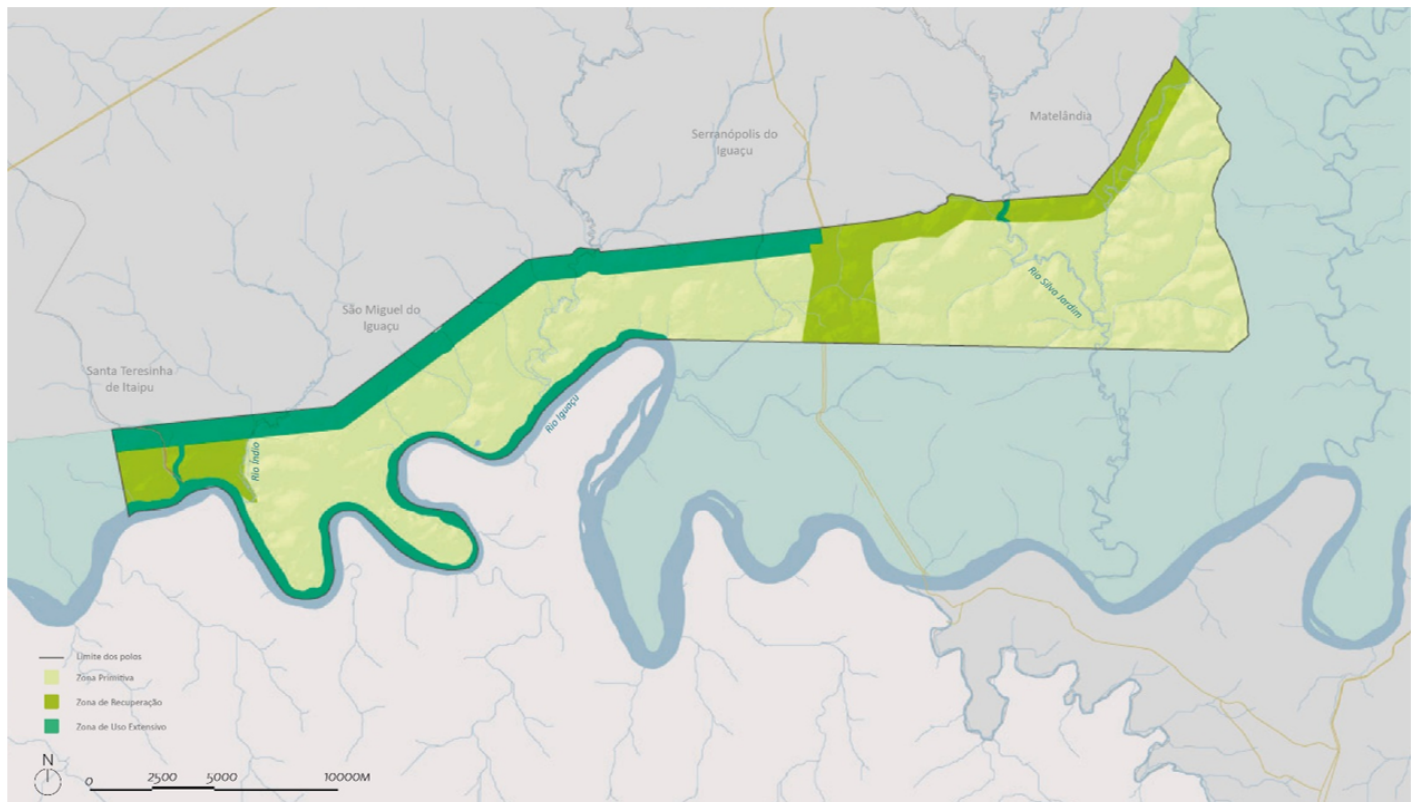 Matelândia
Serranópolis do
Iguaçu
Rio Silva Jardim
São Miguel do
Iguaçu
Santa Teresinha
de Itaipu
Rio Iguaçu
Rio Índio
Limite dos polos
Zona Primitiva
Zona de Recuperação
Zona de Uso Extensivo
N
0 2500 5000 10000M